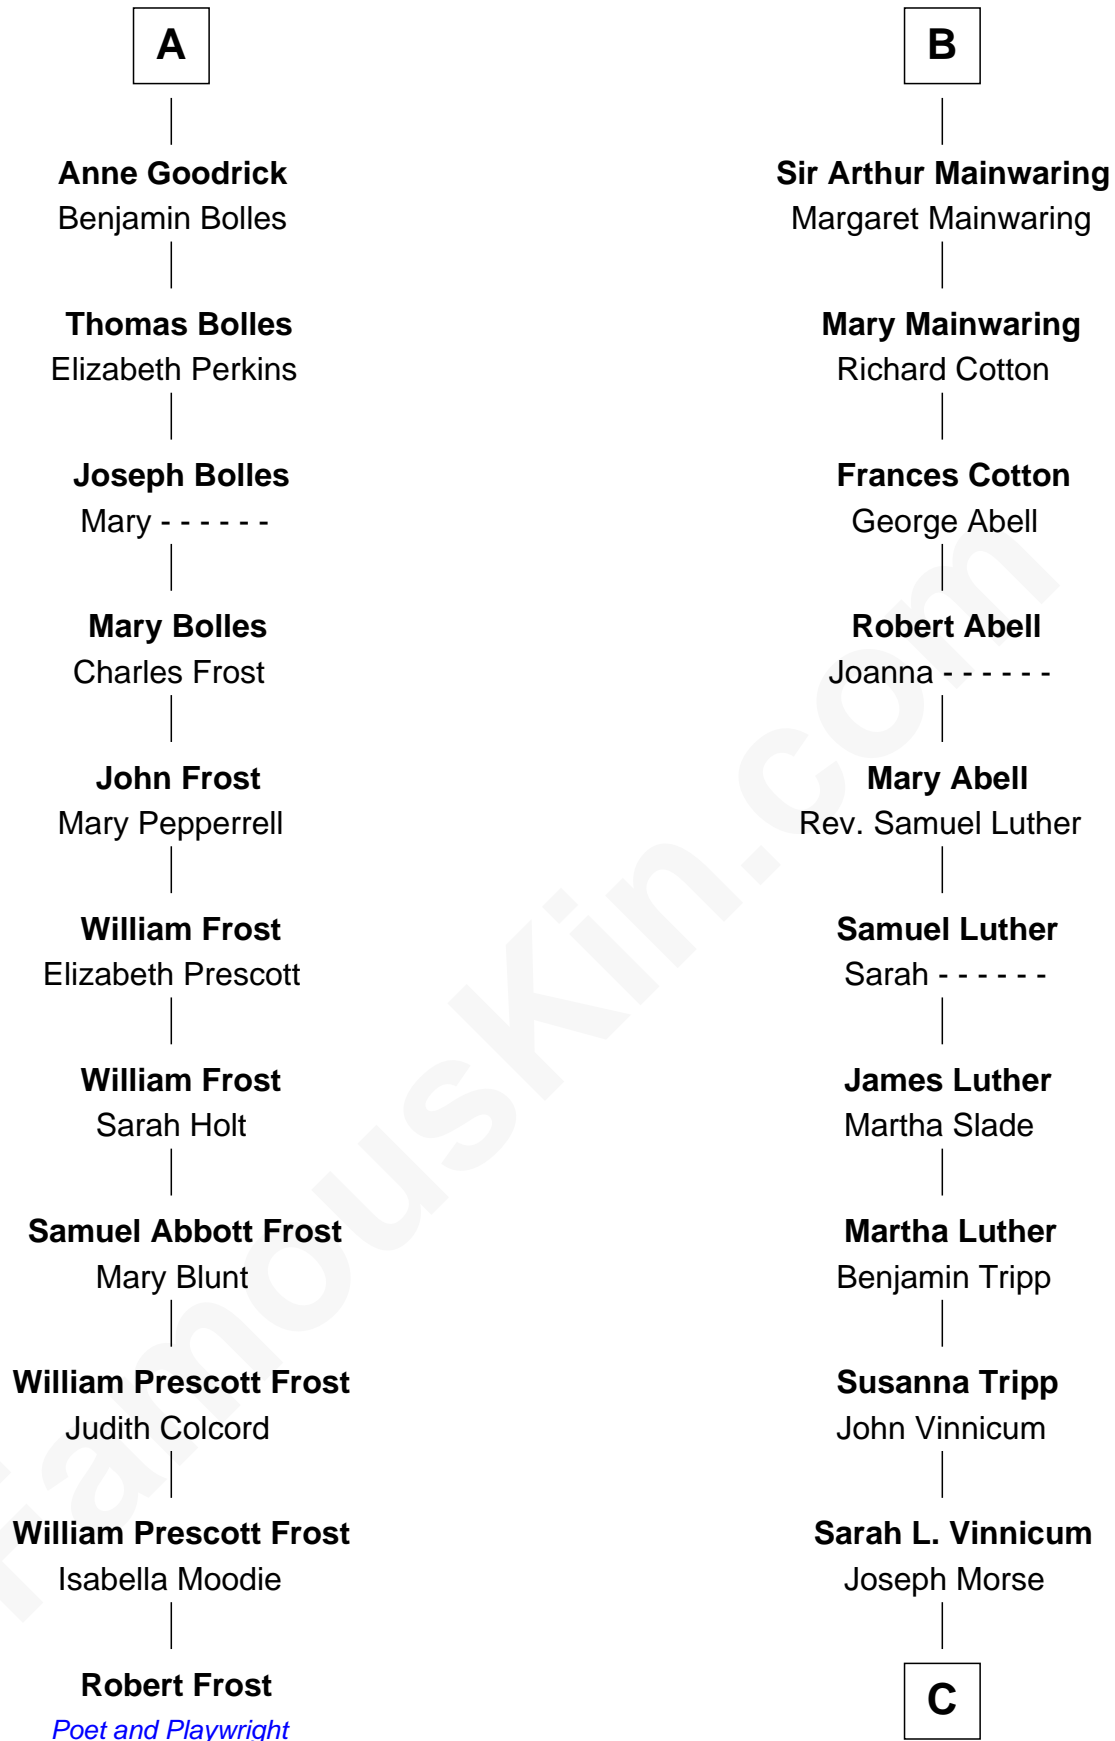 A
Anne Goodrick
Benjamin Bolles
Thomas Bolles
Elizabeth Perkins
Joseph Bolles
Mary - - - - - -
Mary Bolles
Charles Frost
John Frost
Mary Pepperrell
William Frost
Elizabeth Prescott
William Frost
Sarah Holt
Samuel Abbott Frost
Mary Blunt
William Prescott Frost
Judith Colcord
William Prescott Frost
Isabella Moodie
Robert Frost
Poet and Playwright
B
Sir Arthur Mainwaring
Margaret Mainwaring
Mary Mainwaring
Richard Cotton
Frances Cotton
George Abell
Robert Abell
Joanna - - - - - -
Mary Abell
Rev. Samuel Luther
Samuel Luther
Sarah - - - - - -
James Luther
Martha Slade
Martha Luther
Benjamin Tripp
Susanna Tripp
John Vinnicum
Sarah L. Vinnicum
Joseph Morse
C
FamousKin.com